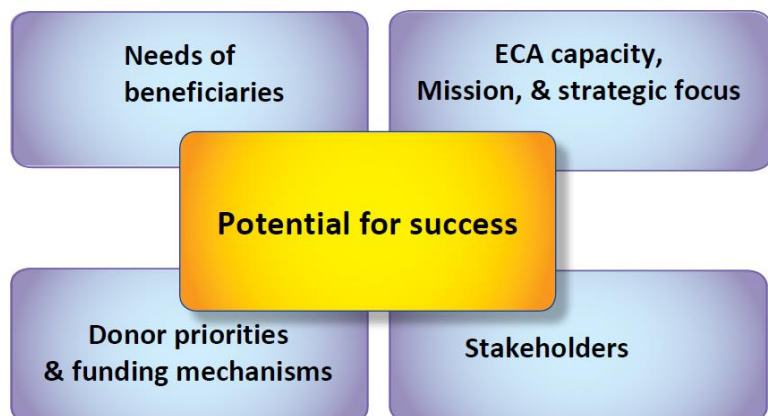 Needs of
beneficiaries
ECA capacity,
Mission, & strategic focus
Potential for success
Donor priorities
& funding mechanisms
Stakeholders